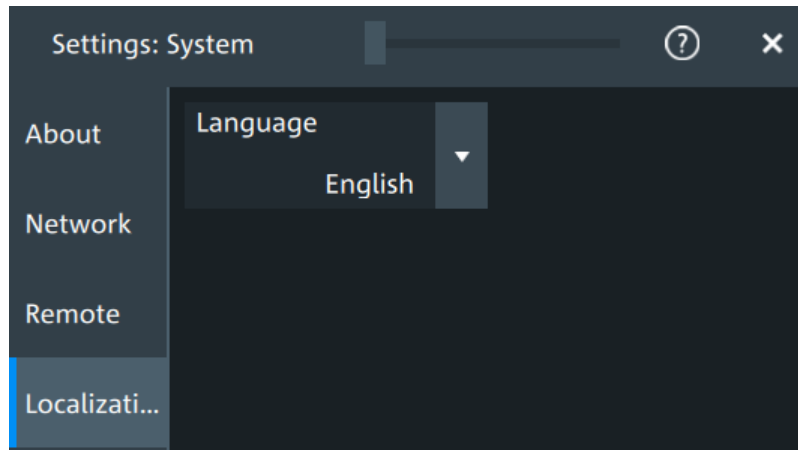 Settings: System
?
About
Language
English
Network
Remote
Localizati...